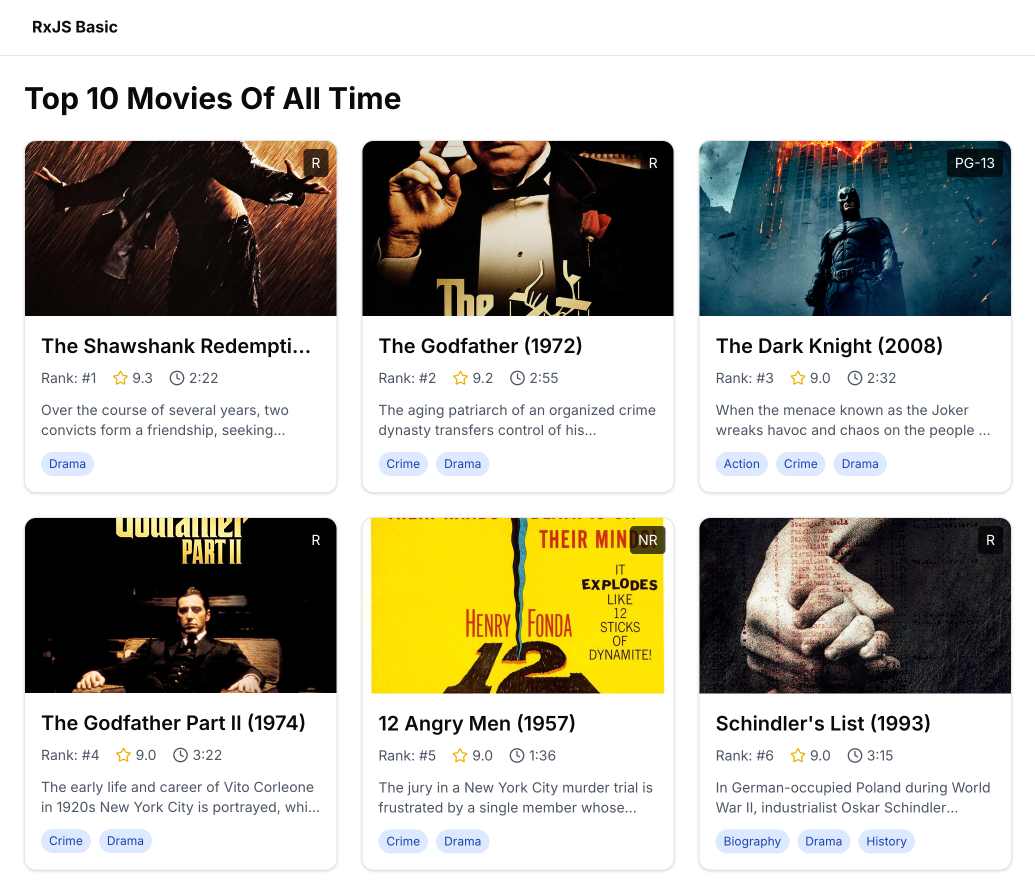 RxJS Basic
Top 10 Movies Of All Time
R
The Shawshank Redempti...
Rank: #1 9.3 2:22
Over the course of several years, two
convicts form a friendship, seeking...
Drama
R
The
The Godfather (1972)
Rank: #2 9.2 2:55
The aging patriarch of an organized crime
dynasty transfers control of his...
Crime Drama
PG-13
The Dark Knight (2008)
Rank: #3 9.0 2:32
When the menace known as the Joker
wreaks havoc and chaos on the people ...
Action Crime Drama
Godfather
PART II
R
The Godfather Part II (1974)
Rank: #4 9.0 3:22
The early life and career of Vito Corleone
in 1920s New York City is portrayed, whi...
Crime Drama
NR
THEIR MIND
IT
EXPLODES
LIKE
12
STICKS
OF
DYNAMITE!
HENRY FONDA
12
12 Angry Men (1957)
Rank: #5 9.0 1:36
The jury in a New York City murder trial is
frustrated by a single member whose...
Crime Drama
R
Schindler's List (1993)
Rank: #6 9.0 3:15
In German-occupied Poland during World
War II, industrialist Oskar Schindler...
Biography Drama History